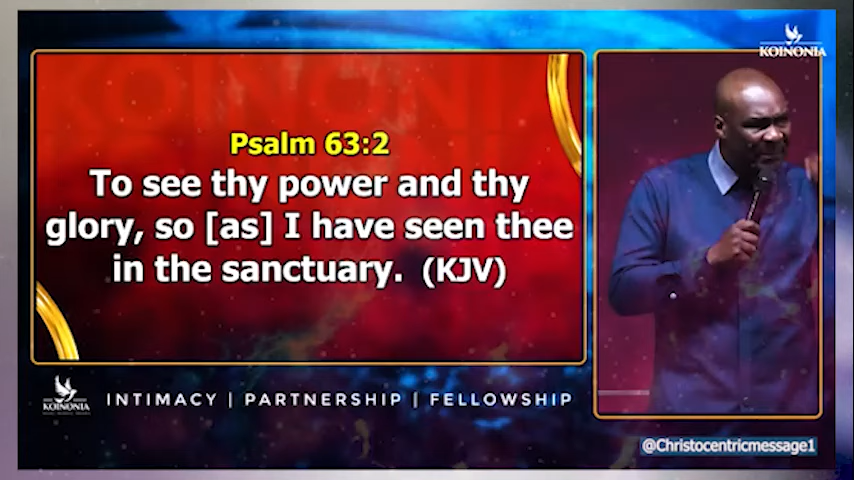 KOINONIA
Psalm 63:2
To see thy power and thy
glory, so [as] I have seen thee
in the sanctuary. (KJV)
KOINONIA
INTIMACY | PARTNERSHIP | FELLOWSHIP
@Christocentricmessage1